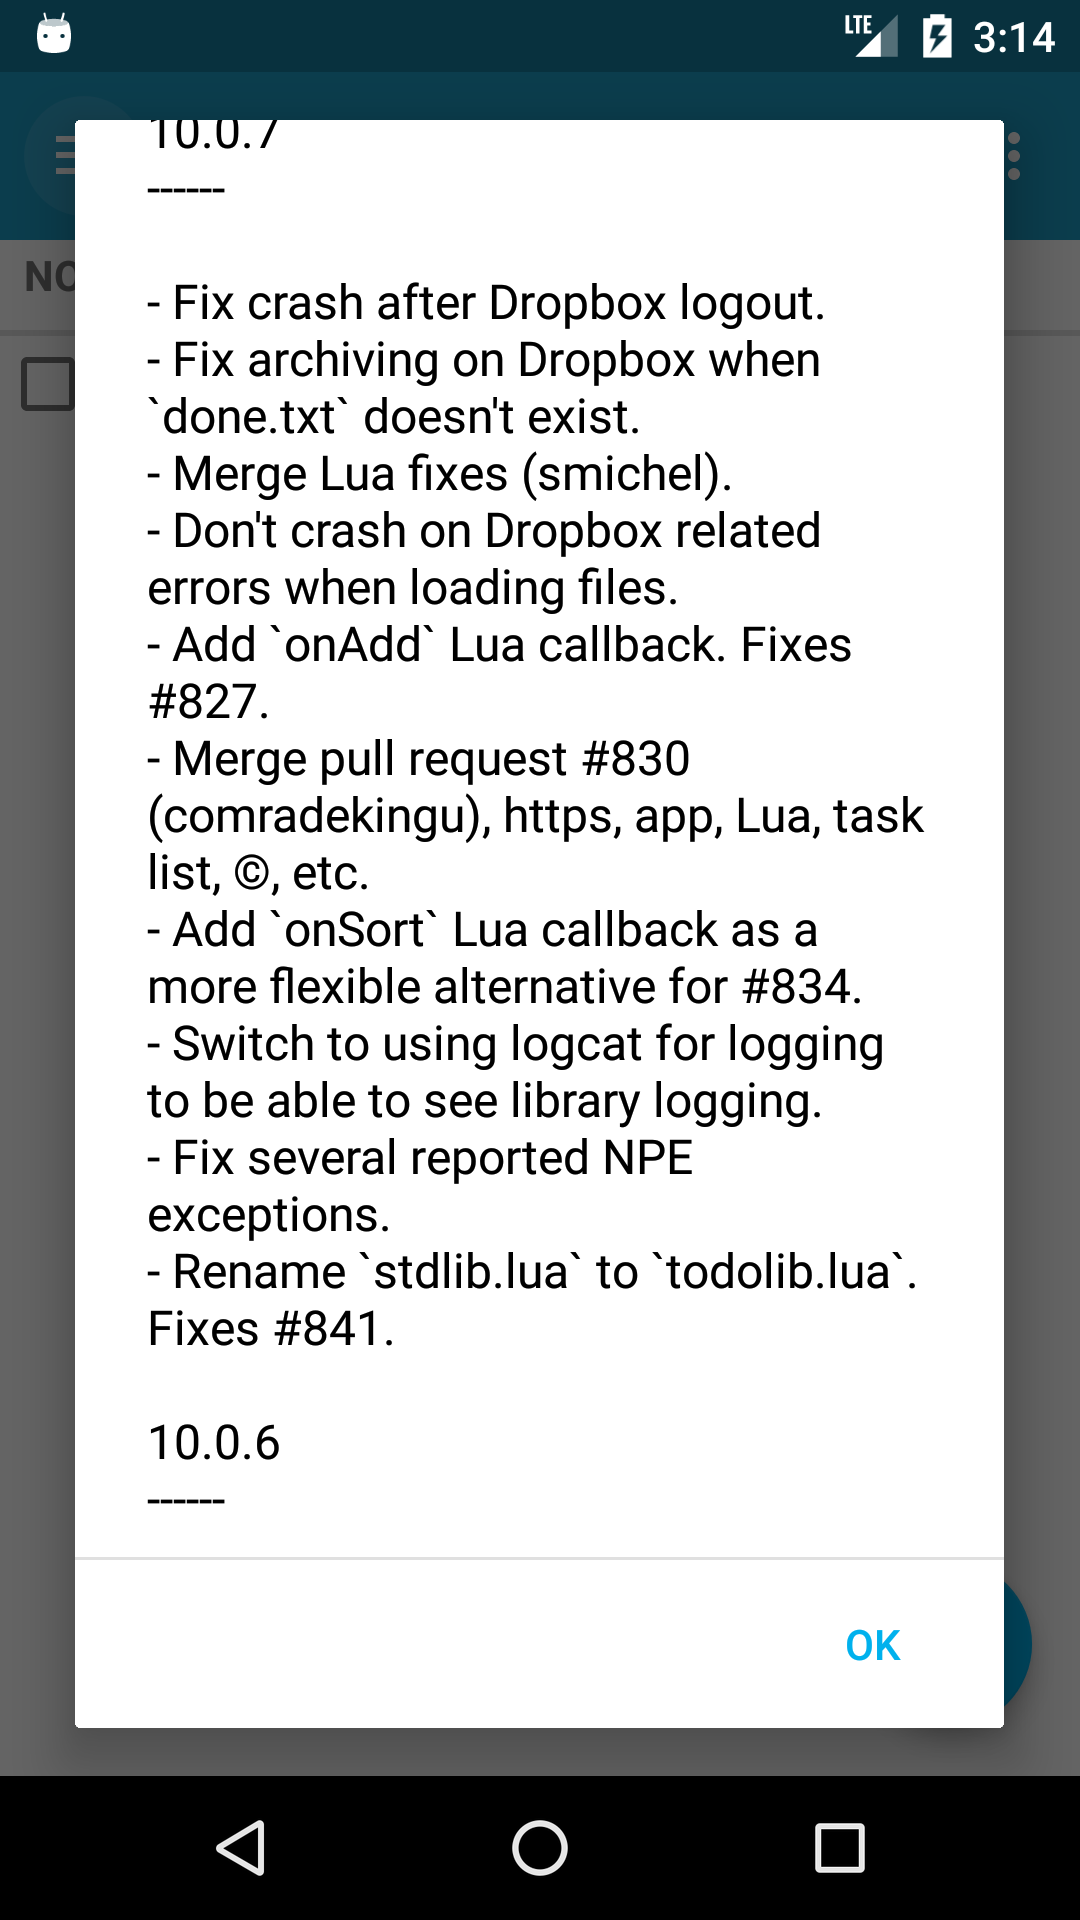 LTE 3:14
10.0.7
------
- Fix crash after Dropbox logout.
- Fix archiving on Dropbox when
`done.txt` doesn't exist.
- Merge Lua fixes (smichel).
- Don't crash on Dropbox related
errors when loading files.
- Add `onAdd` Lua callback. Fixes
#827.
- Merge pull request #830
(comradekingu), https, app, Lua, task
list, ©, etc.
- Add `onSort` Lua callback as a
more flexible alternative for #834.
- Switch to using logcat for logging
to be able to see library logging.
- Fix several reported NPE
exceptions.
- Rename `stdlib.lua` to `todolib.lua`.
Fixes #841.
10.0.6
------
OK